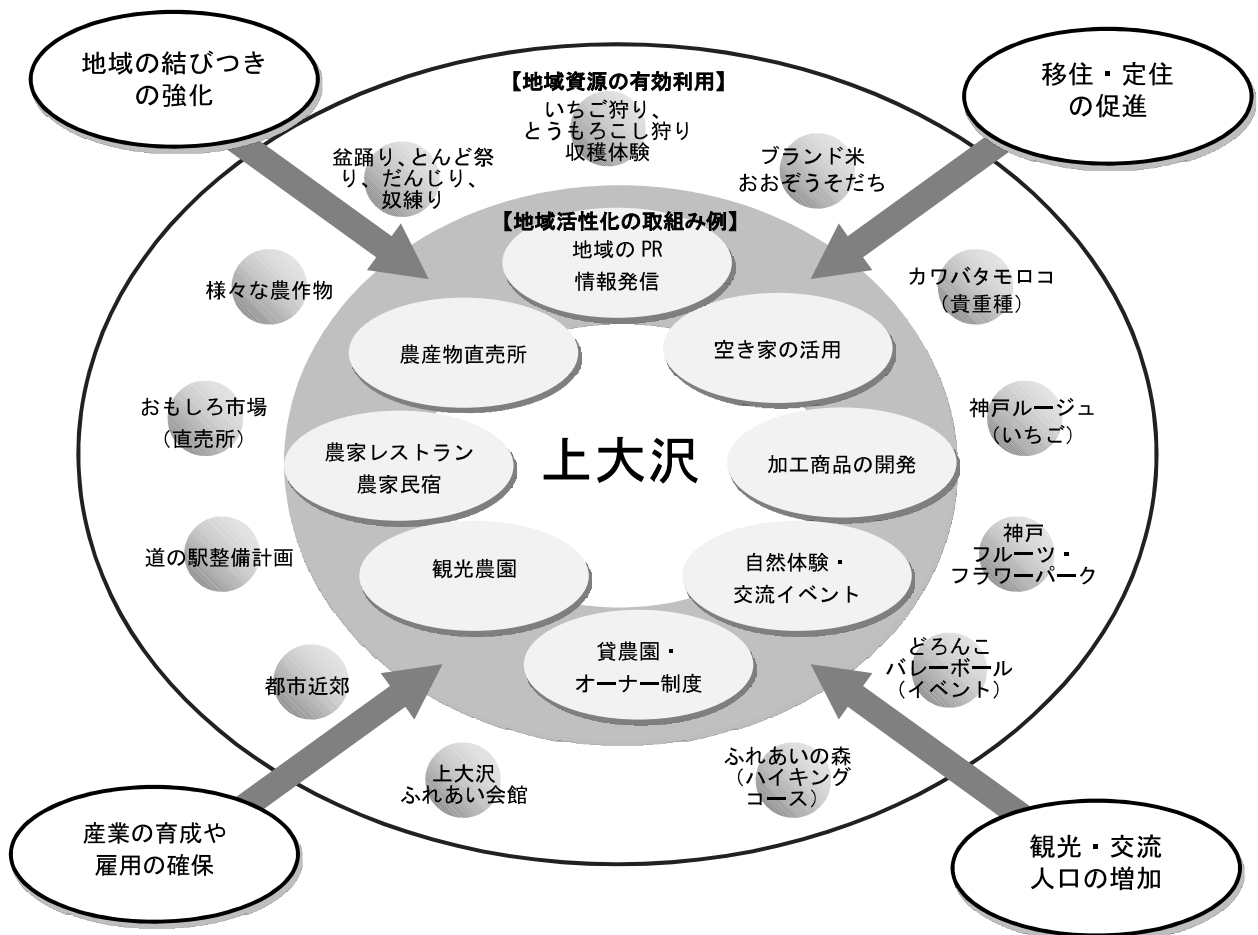 地域の結びつき
の強化
移住・定住
の促進
【地域資源の有効利用】
いちご狩り、
とうもろこし狩り
収穫体験
盆踊り、とんど祭
り、だんじり、
奴練り
ブランド米
おおぞうそだち
様々な農作物
カワバタモロコ
（貴重種）
おもしろ市場
（直売所）
神戸ルージュ
（いちご）
道の駅整備計画
神戸
フルーツ・
フラワーパーク
都市近郊
どろんこ
バレーボール
（イベント）
上大沢
ふれあい会館
ふれあいの森
（ハイキング
コース）
【地域活性化の取組み例】
地域のPR
情報発信
農産物直売所
空き家の活用
農家レストラン
農家民宿
上大沢
加工商品の開発
観光農園
自然体験・
交流イベント
貸農園・
オーナー制度
産業の育成や
雇用の確保
観光・交流
人口の増加